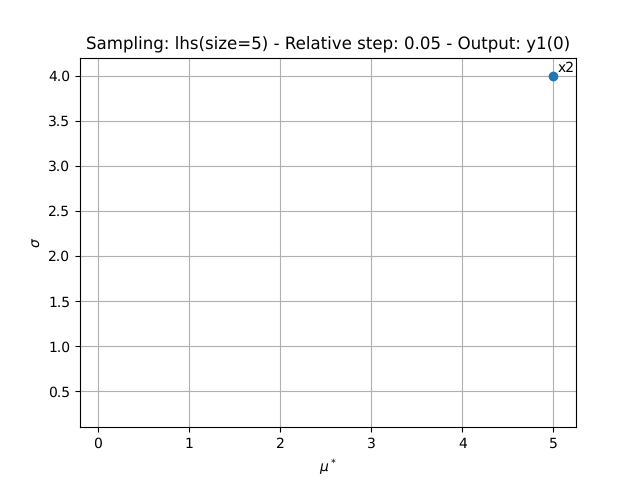 Sampling: lhs(size=5) - Relative step: 0.05 - Output: y1(0)
x2
4.0
3.5
3.0
2.5
2.0
1.5
1.0
0.5
σ
0 1 2 3 4 5
μ*